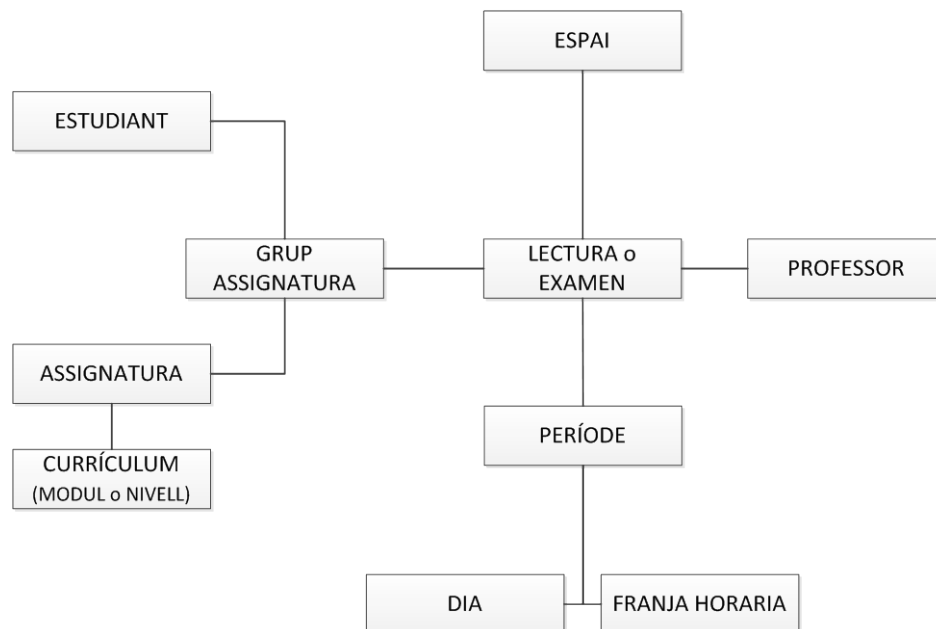 ESPAI
ESTUDIANT
GRUP
ASSIGNATURA
LECTURA o
EXAMEN
PROFESSOR
ASSIGNATURA
PERÍODE
CURRÍCULUM
(MODUL o NIVELL)
DIA
FRANJA HORARIA